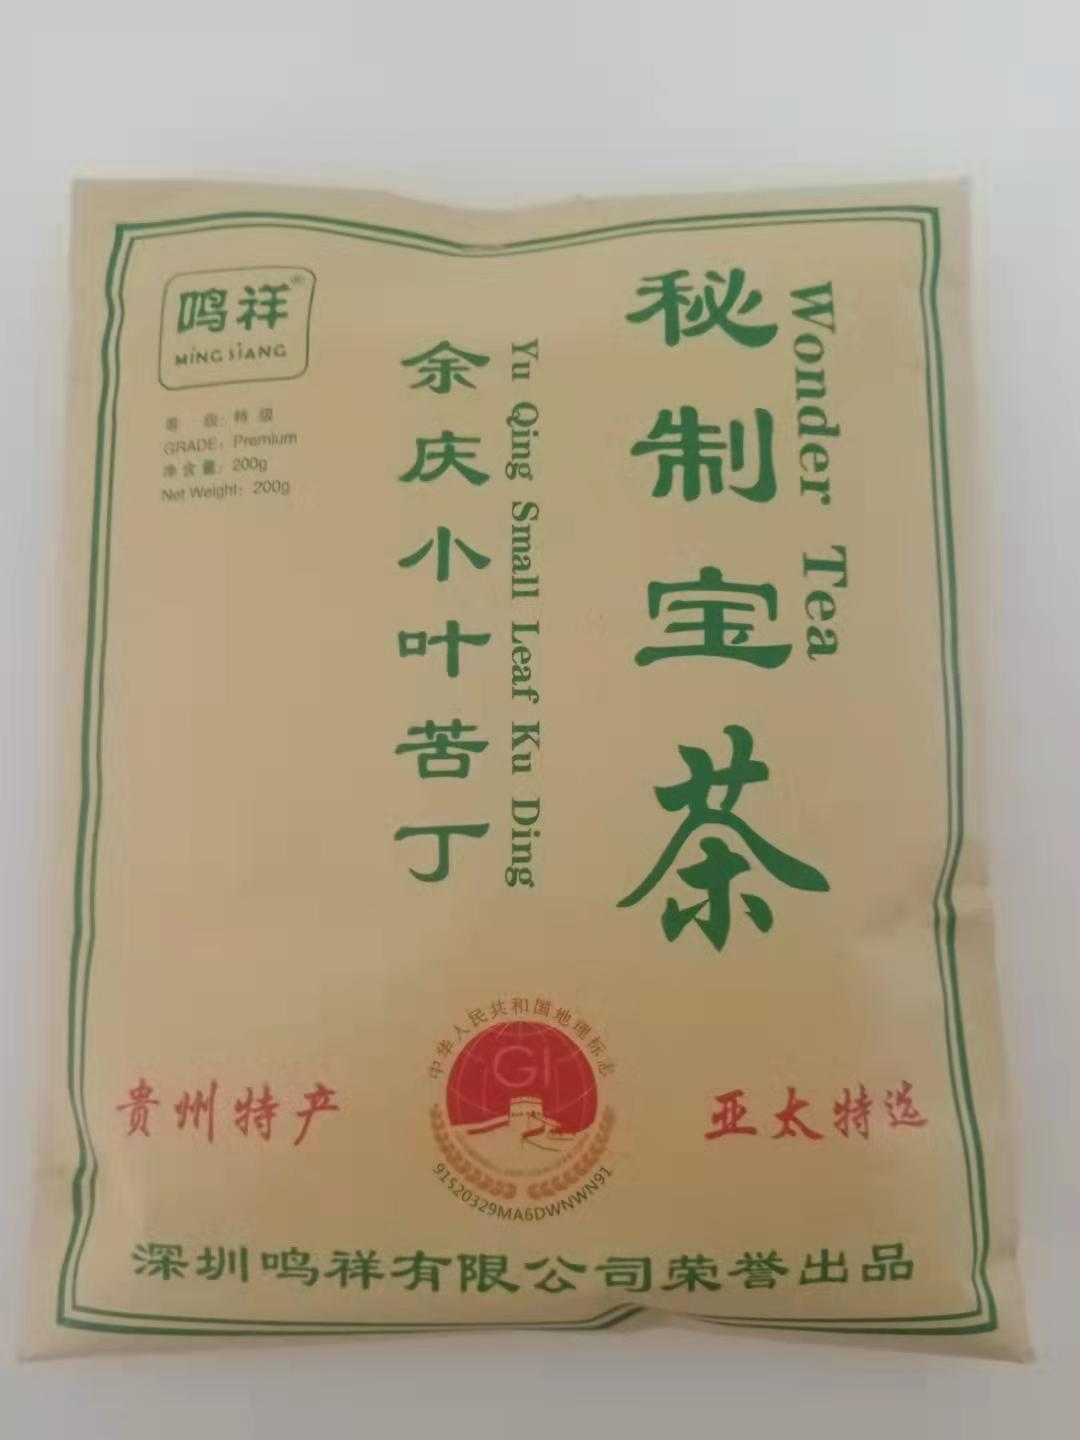 鸣祥®
MING SIANG
等 级：特 级
GRADE：Premium
净含量：200g
Net Weight：200g
秘制宝茶
Wonder Tea
余庆小叶苦丁
Yu Qing Small Leaf Ku Ding
中华人民共和国地理标志
GI
91520329MA6DWNWN91
贵州特产
亚太特选
深圳鸣祥有限公司荣誉出品